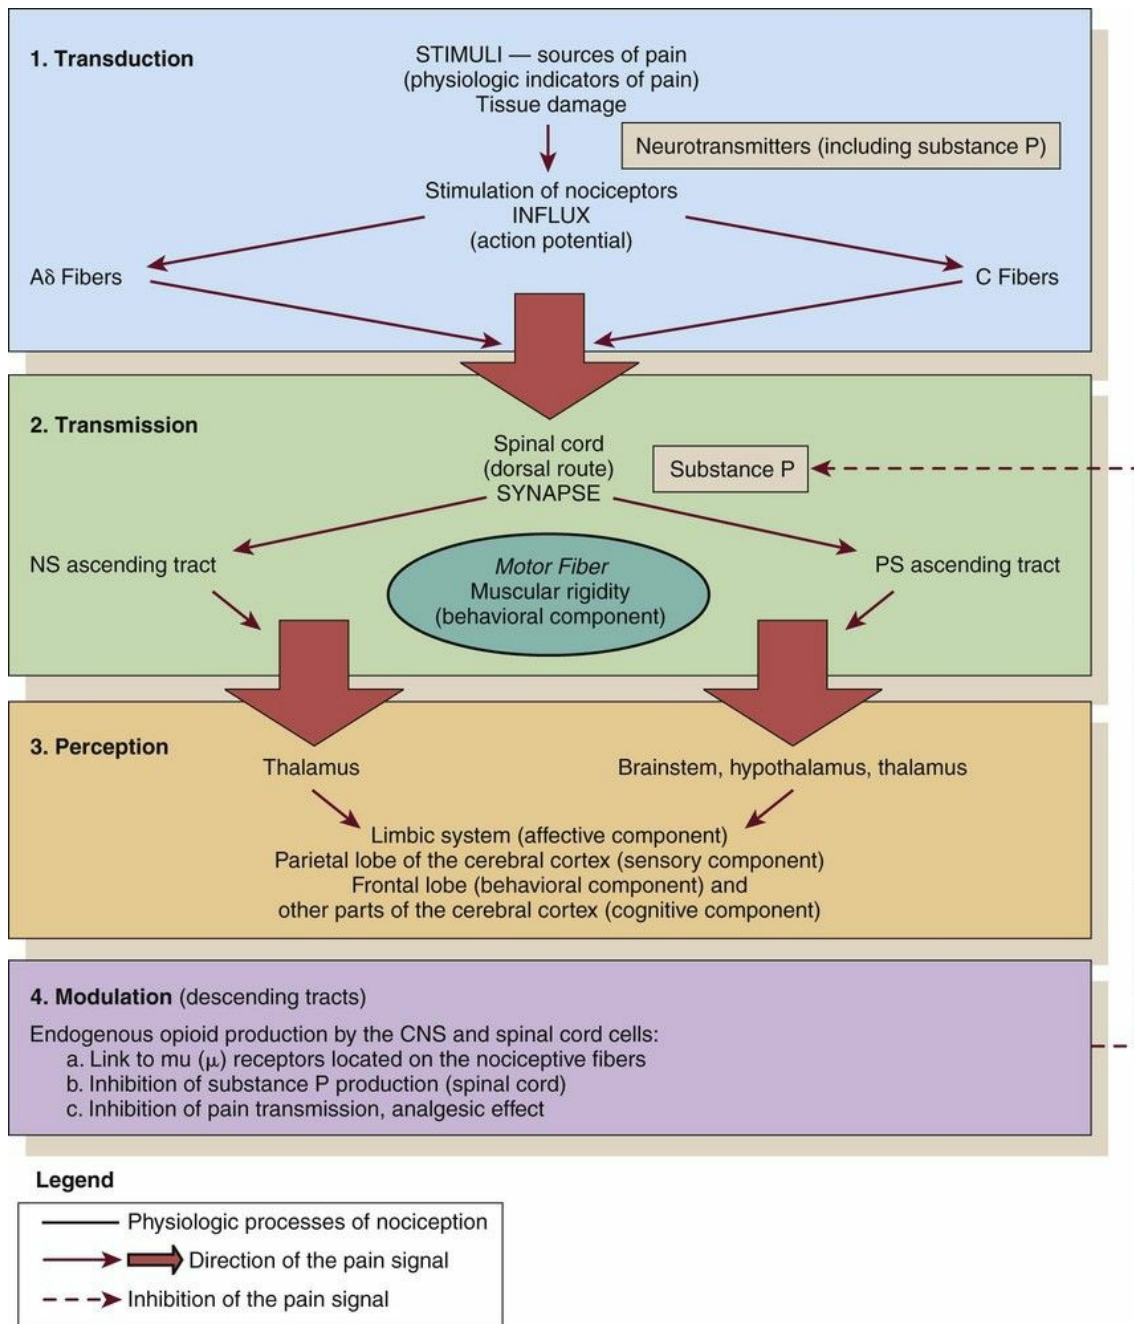 1. Transduction
STIMULI — sources of pain
(physiologic indicators of pain)
Tissue damage
Neurotransmitters (including substance P)
Stimulation of nociceptors
INFLUX
(action potential)
Aδ Fibers
C Fibers
2. Transmission
Spinal cord
(dorsal route)
SYNAPSE
Substance P
NS ascending tract
Motor Fiber
Muscular rigidity
(behavioral component)
PS ascending tract
3. Perception
Thalamus
Brainstem, hypothalamus, thalamus
Limbic system (affective component)
Parietal lobe of the cerebral cortex (sensory component)
Frontal lobe (behavioral component) and
other parts of the cerebral cortex (cognitive component)
4. Modulation (descending tracts)
Endogenous opioid production by the CNS and spinal cord cells:
a. Link to mu (μ) receptors located on the nociceptive fibers
b. Inhibition of substance P production (spinal cord)
c. Inhibition of pain transmission, analgesic effect
Legend
Physiologic processes of nociception
Direction of the pain signal
Inhibition of the pain signal